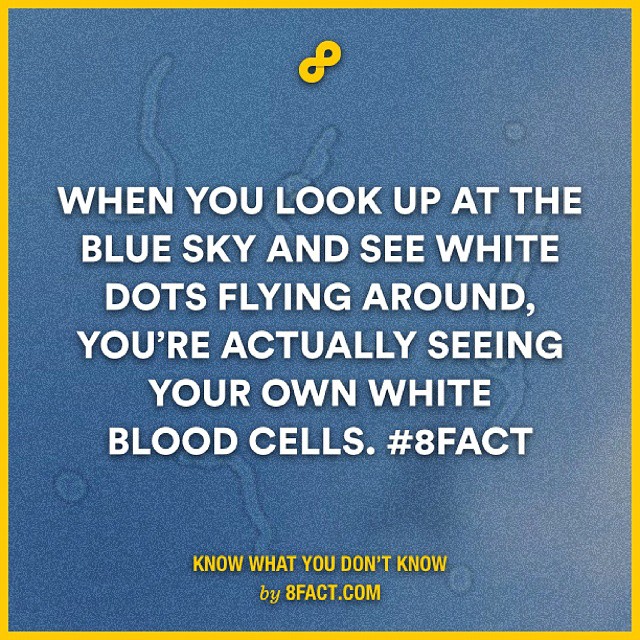 WHEN YOU LOOK UP AT THE
BLUE SKY AND SEE WHITE
DOTS FLYING AROUND,
YOU’RE ACTUALLY SEEING
YOUR OWN WHITE
BLOOD CELLS. #8FACT
KNOW WHAT YOU DON’T KNOW
by 8FACT.COM